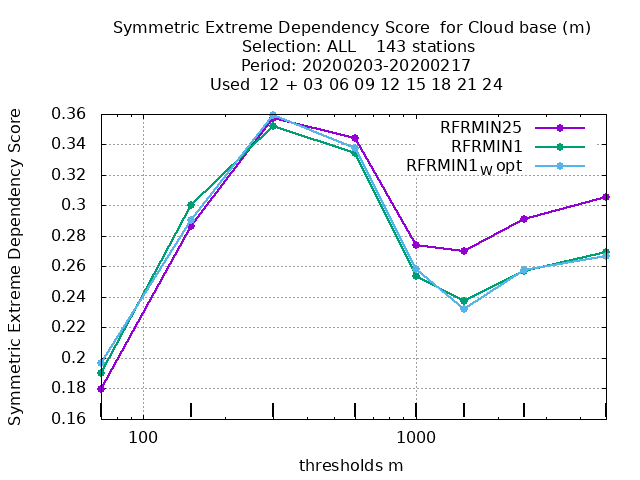 Symmetric Extreme Dependency Score  for Cloud base (m)
Selection: ALL    143 stations
Period: 20200203-20200217
Used  12 + 03 06 09 12 15 18 21 24
Symmetric Extreme Dependency Score
0.36
0.34
0.32
0.3
0.28
0.26
0.24
0.22
0.2
0.18
0.16
RFRMIN25
RFRMIN1
RFRMIN1W opt
100
1000
thresholds m